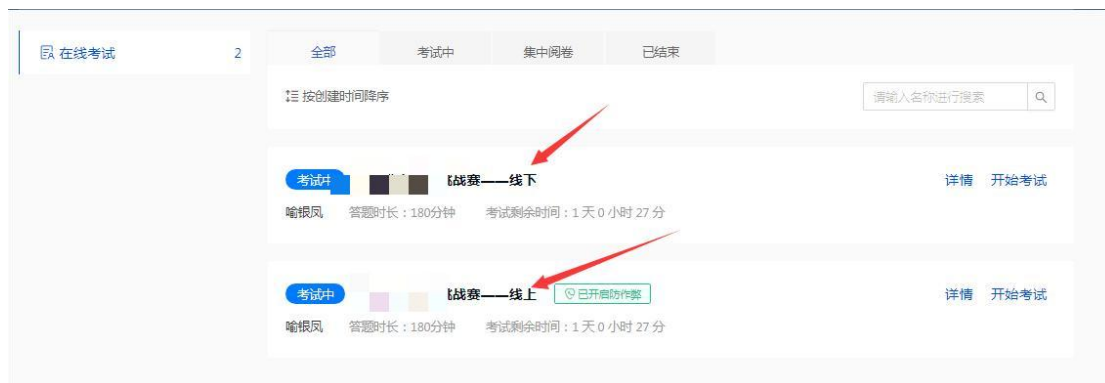 在线考试 2
全部 考试中 集中阅卷 已结束
按创建时间降序 请输入名称进行搜索
考试中 战赛——线下 详情 开始考试
喻银凤 答题时长：180分钟 考试剩余时间：1 天 0 小时 27 分
考试中 战赛——线上 已开启防作弊 详情 开始考试
喻银凤 答题时长：180分钟 考试剩余时间：1 天 0 小时 27 分